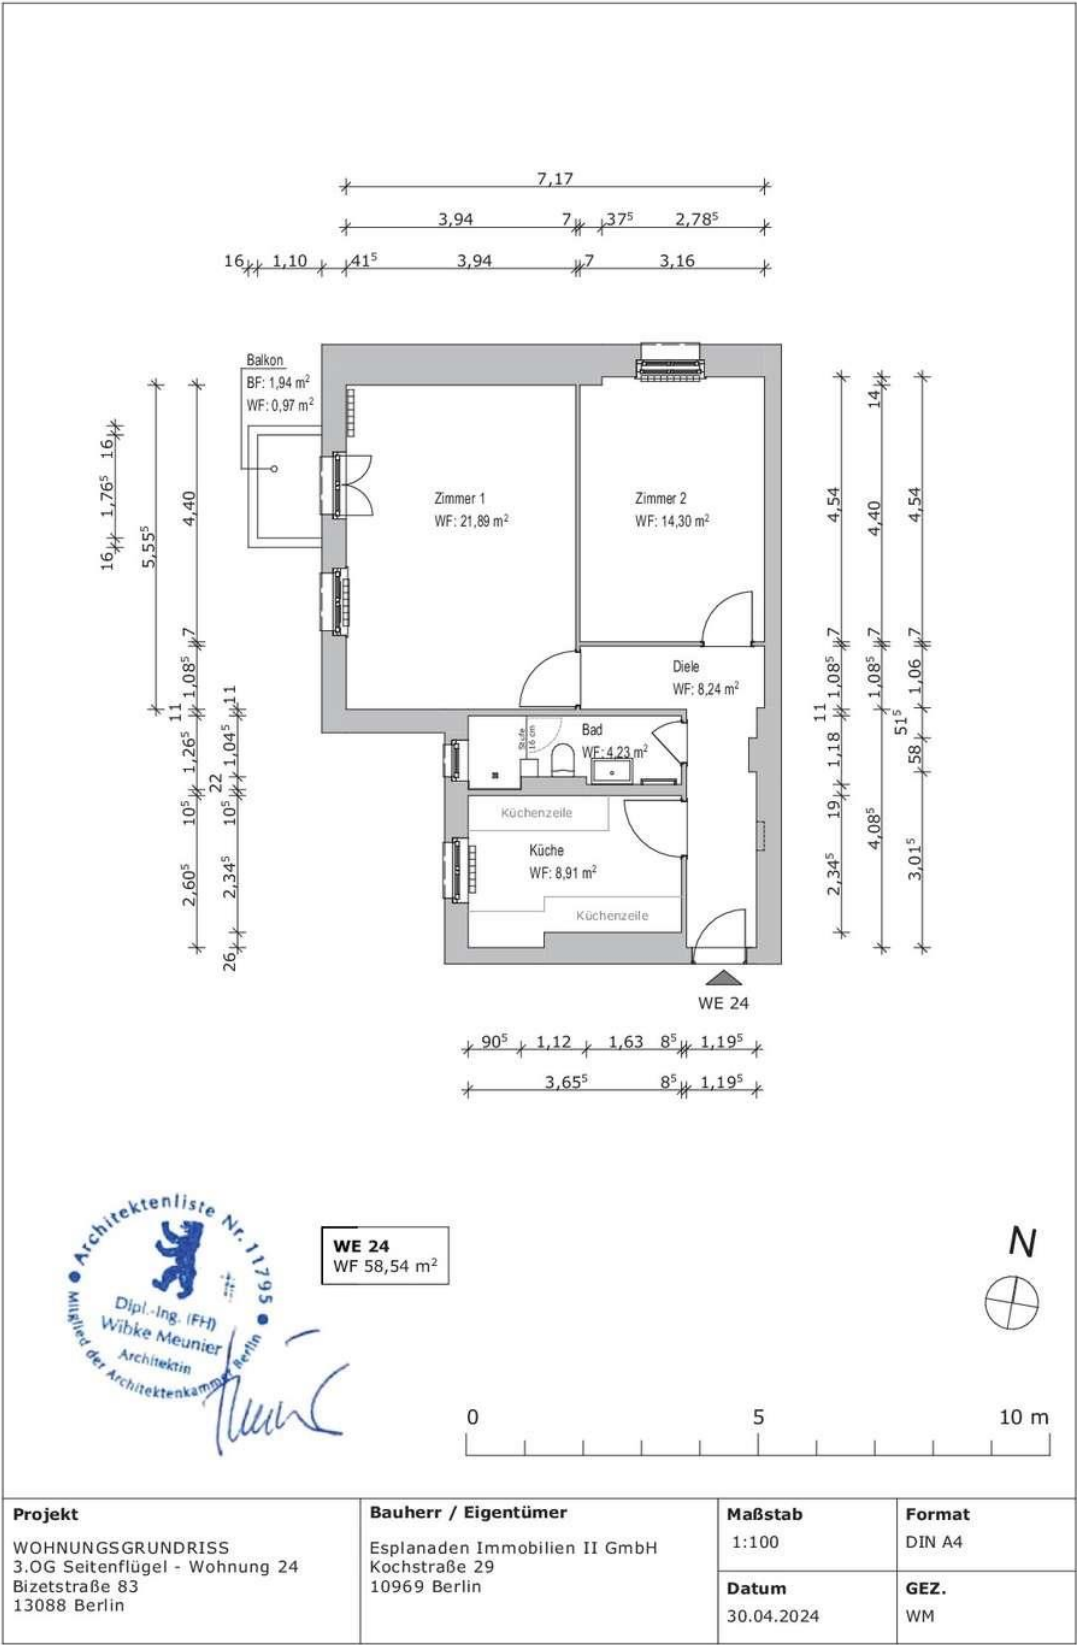 7,17
3,94 7 37⁵ 2,78⁵
16 1,10 41⁵ 3,94 7 3,16
Balkon
BF: 1,94 m²
WF: 0,97 m²
16 1,76⁵ 16
5,55⁵
4,40 7 1,08⁵ 11 1,26⁵ 10⁵ 2,60⁵
11 1,04⁵ 22 10⁵ 2,34⁵ 26
Zimmer 1
WF: 21,89 m²
Zimmer 2
WF: 14,30 m²
Diele
WF: 8,24 m²
Stufe
16 cm
Bad
WF: 4,23 m²
Küchenzeile
Küche
WF: 8,91 m²
Küchenzeile
4,54 7 1,08⁵ 11 1,18 19 2,34⁵
14 4,40 7 1,08⁵ 4,08⁵
4,54 7 1,06 51⁵ 58 3,01⁵
WE 24
90⁵ 1,12 1,63 8⁵ 1,19⁵
3,65⁵ 8⁵ 1,19⁵
Architektenliste Nr. 11795
Dipl.-Ing. (FH)
Wibke Meunier
Architektin
Mitglied der Architektenkammer Berlin
WE 24
WF 58,54 m²
N
0 5 10 m
Projekt
WOHNUNGSGRUNDRISS
3.OG Seitenflügel - Wohnung 24
Bizetstraße 83
13088 Berlin
Bauherr / Eigentümer
Esplanaden Immobilien II GmbH
Kochstraße 29
10969 Berlin
Maßstab
1:100
Format
DIN A4
Datum
30.04.2024
GEZ.
WM